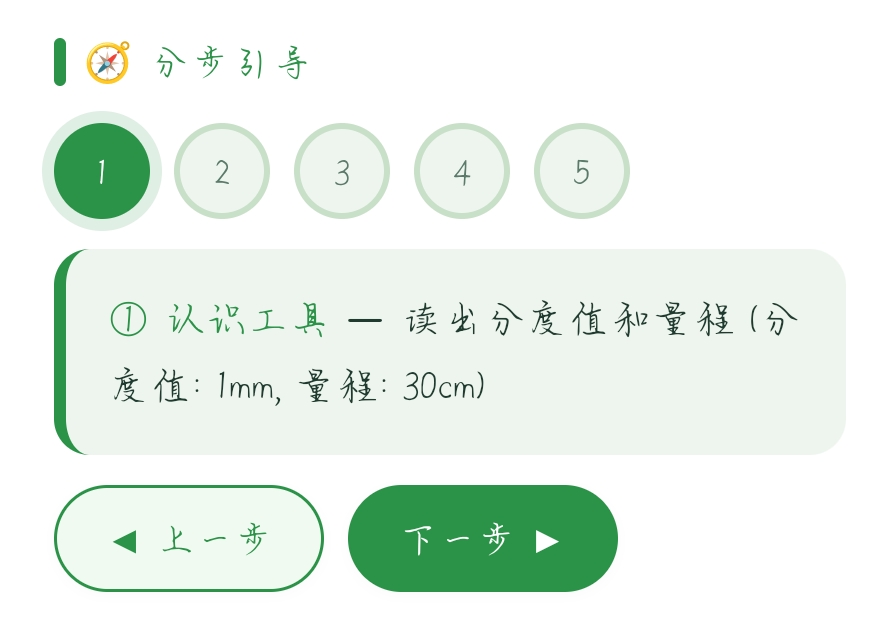 🧭 分步引导
1 2 3 4 5
① 认识工具 — 读出分度值和量程 (分
度值: 1mm, 量程: 30cm)
◀ 上一步 下一步 ▶